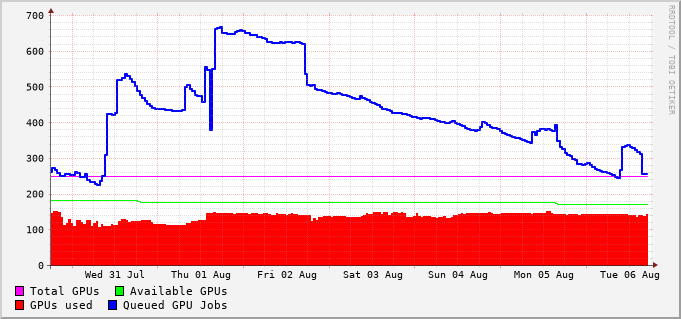 700
600
500
400
300
200
100
0
Wed 31 Jul Thu 01 Aug Fri 02 Aug Sat 03 Aug Sun 04 Aug Mon 05 Aug Tue 06 Aug
Total GPUs Available GPUs
GPUs used Queued GPU Jobs
RRDTOOL / TOBI OETIKER